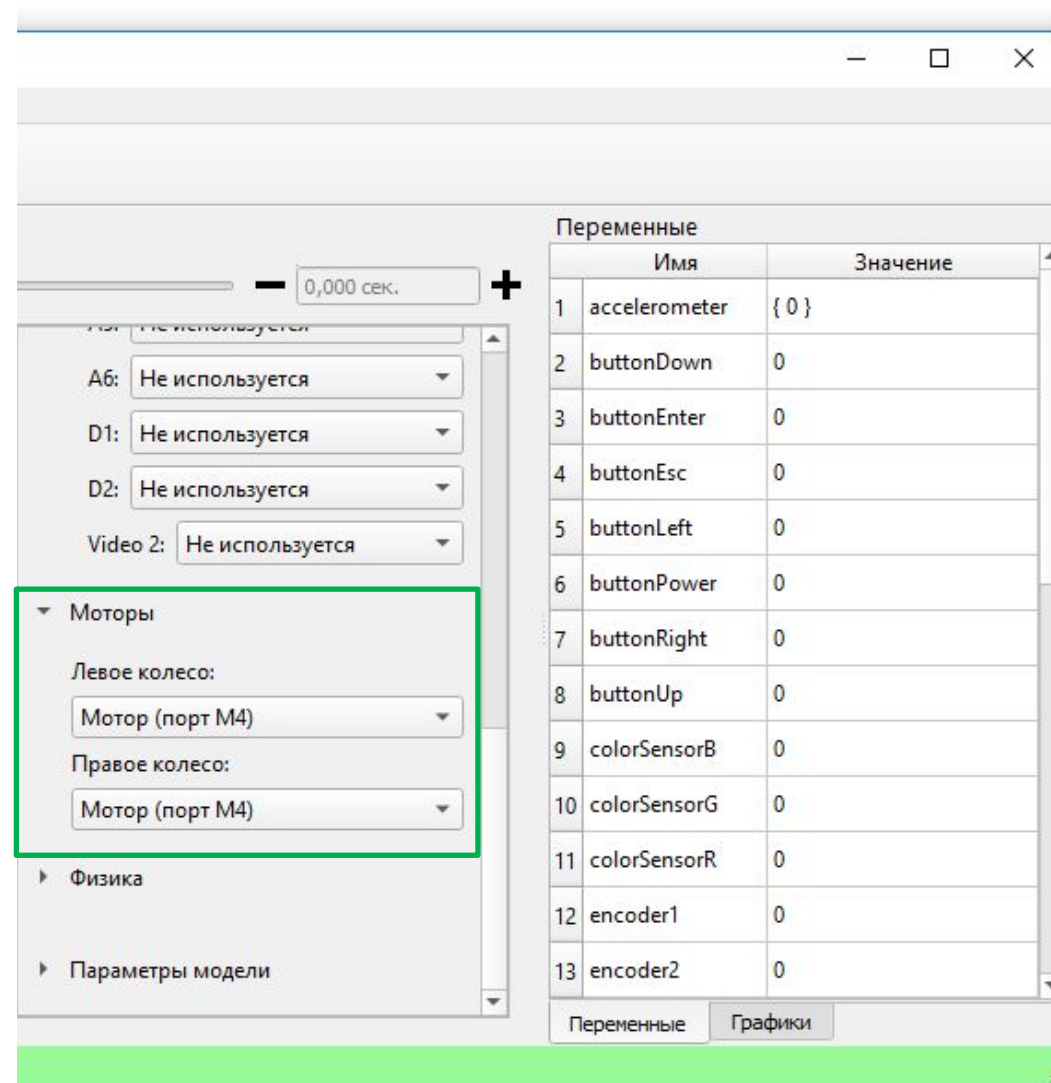 Переменные
Имя Значение
0,000 сек.
1 accelerometer { 0 }
2 buttonDown 0
3 buttonEnter 0
4 buttonEsc 0
5 buttonLeft 0
6 buttonPower 0
7 buttonRight 0
8 buttonUp 0
9 colorSensorB 0
10 colorSensorG 0
11 colorSensorR 0
12 encoder1 0
13 encoder2 0
Переменные Графики
A6: Не используется
D1: Не используется
D2: Не используется
Video 2: Не используется
Моторы
Левое колесо:
Мотор (порт M4)
Правое колесо:
Мотор (порт M4)
Физика
Параметры модели